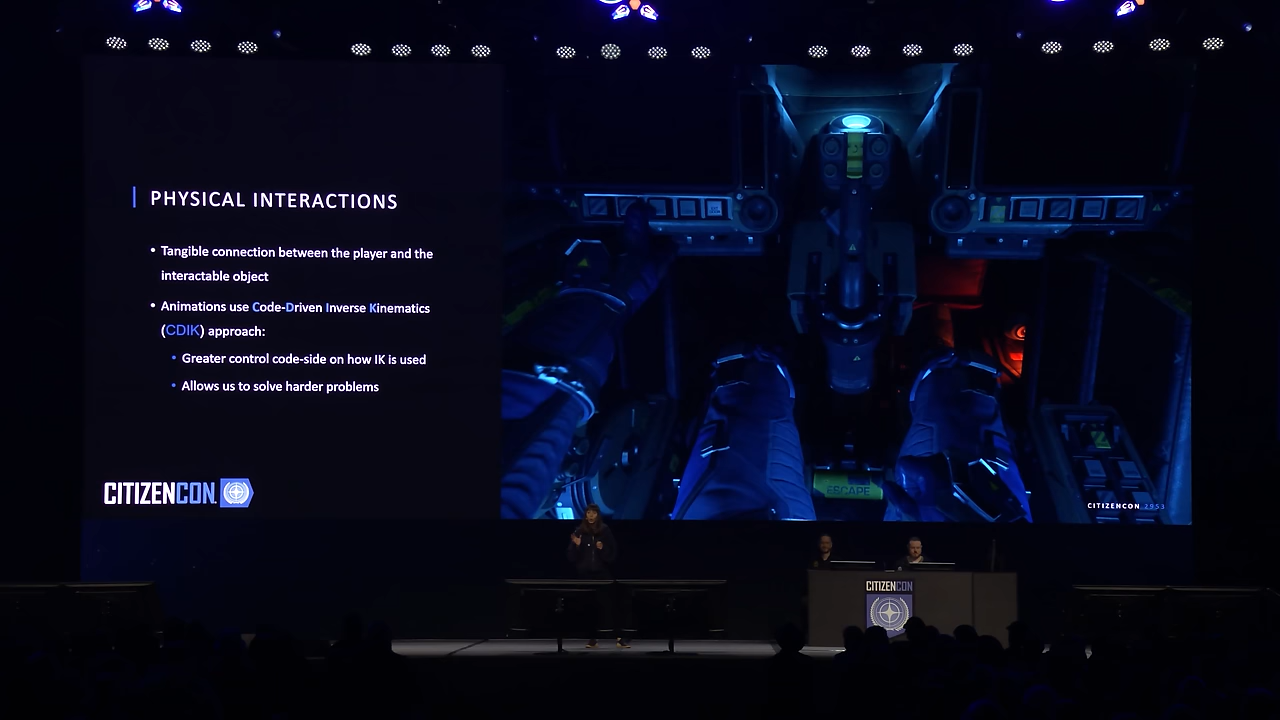 PHYSICAL INTERACTIONS
• Tangible connection between the player and the
interactable object
• Animations use Code-Driven Inverse Kinematics
(CDIK) approach:
• Greater control code-side on how IK is used
• Allows us to solve harder problems
CITIZENCON
ESCAPE
CITIZENCON 2953
CITIZENCON